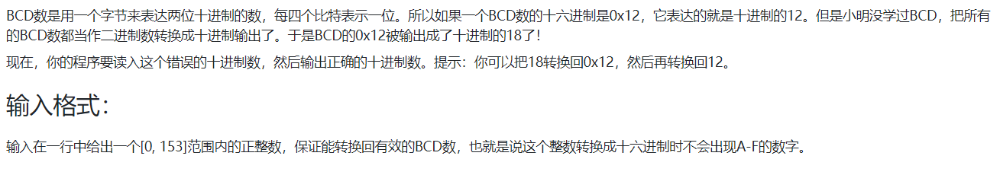 BCD数是用一个字节来表达两位十进制的数，每四个比特表示一位。所以如果一个BCD数的十六进制是0x12，它表达的就是十进制的12。但是小明没学过BCD，把所有
的BCD数都当作二进制数转换成十进制输出了。于是BCD的0x12被输出成了十进制的18了！
现在，你的程序要读入这个错误的十进制数，然后输出正确的十进制数。提示：你可以把18转换回0x12，然后再转换回12。
输入格式：
输入在一行中给出一个[0, 153]范围内的正整数，保证能转换回有效的BCD数，也就是说这个整数转换成十六进制时不会出现A-F的数字。